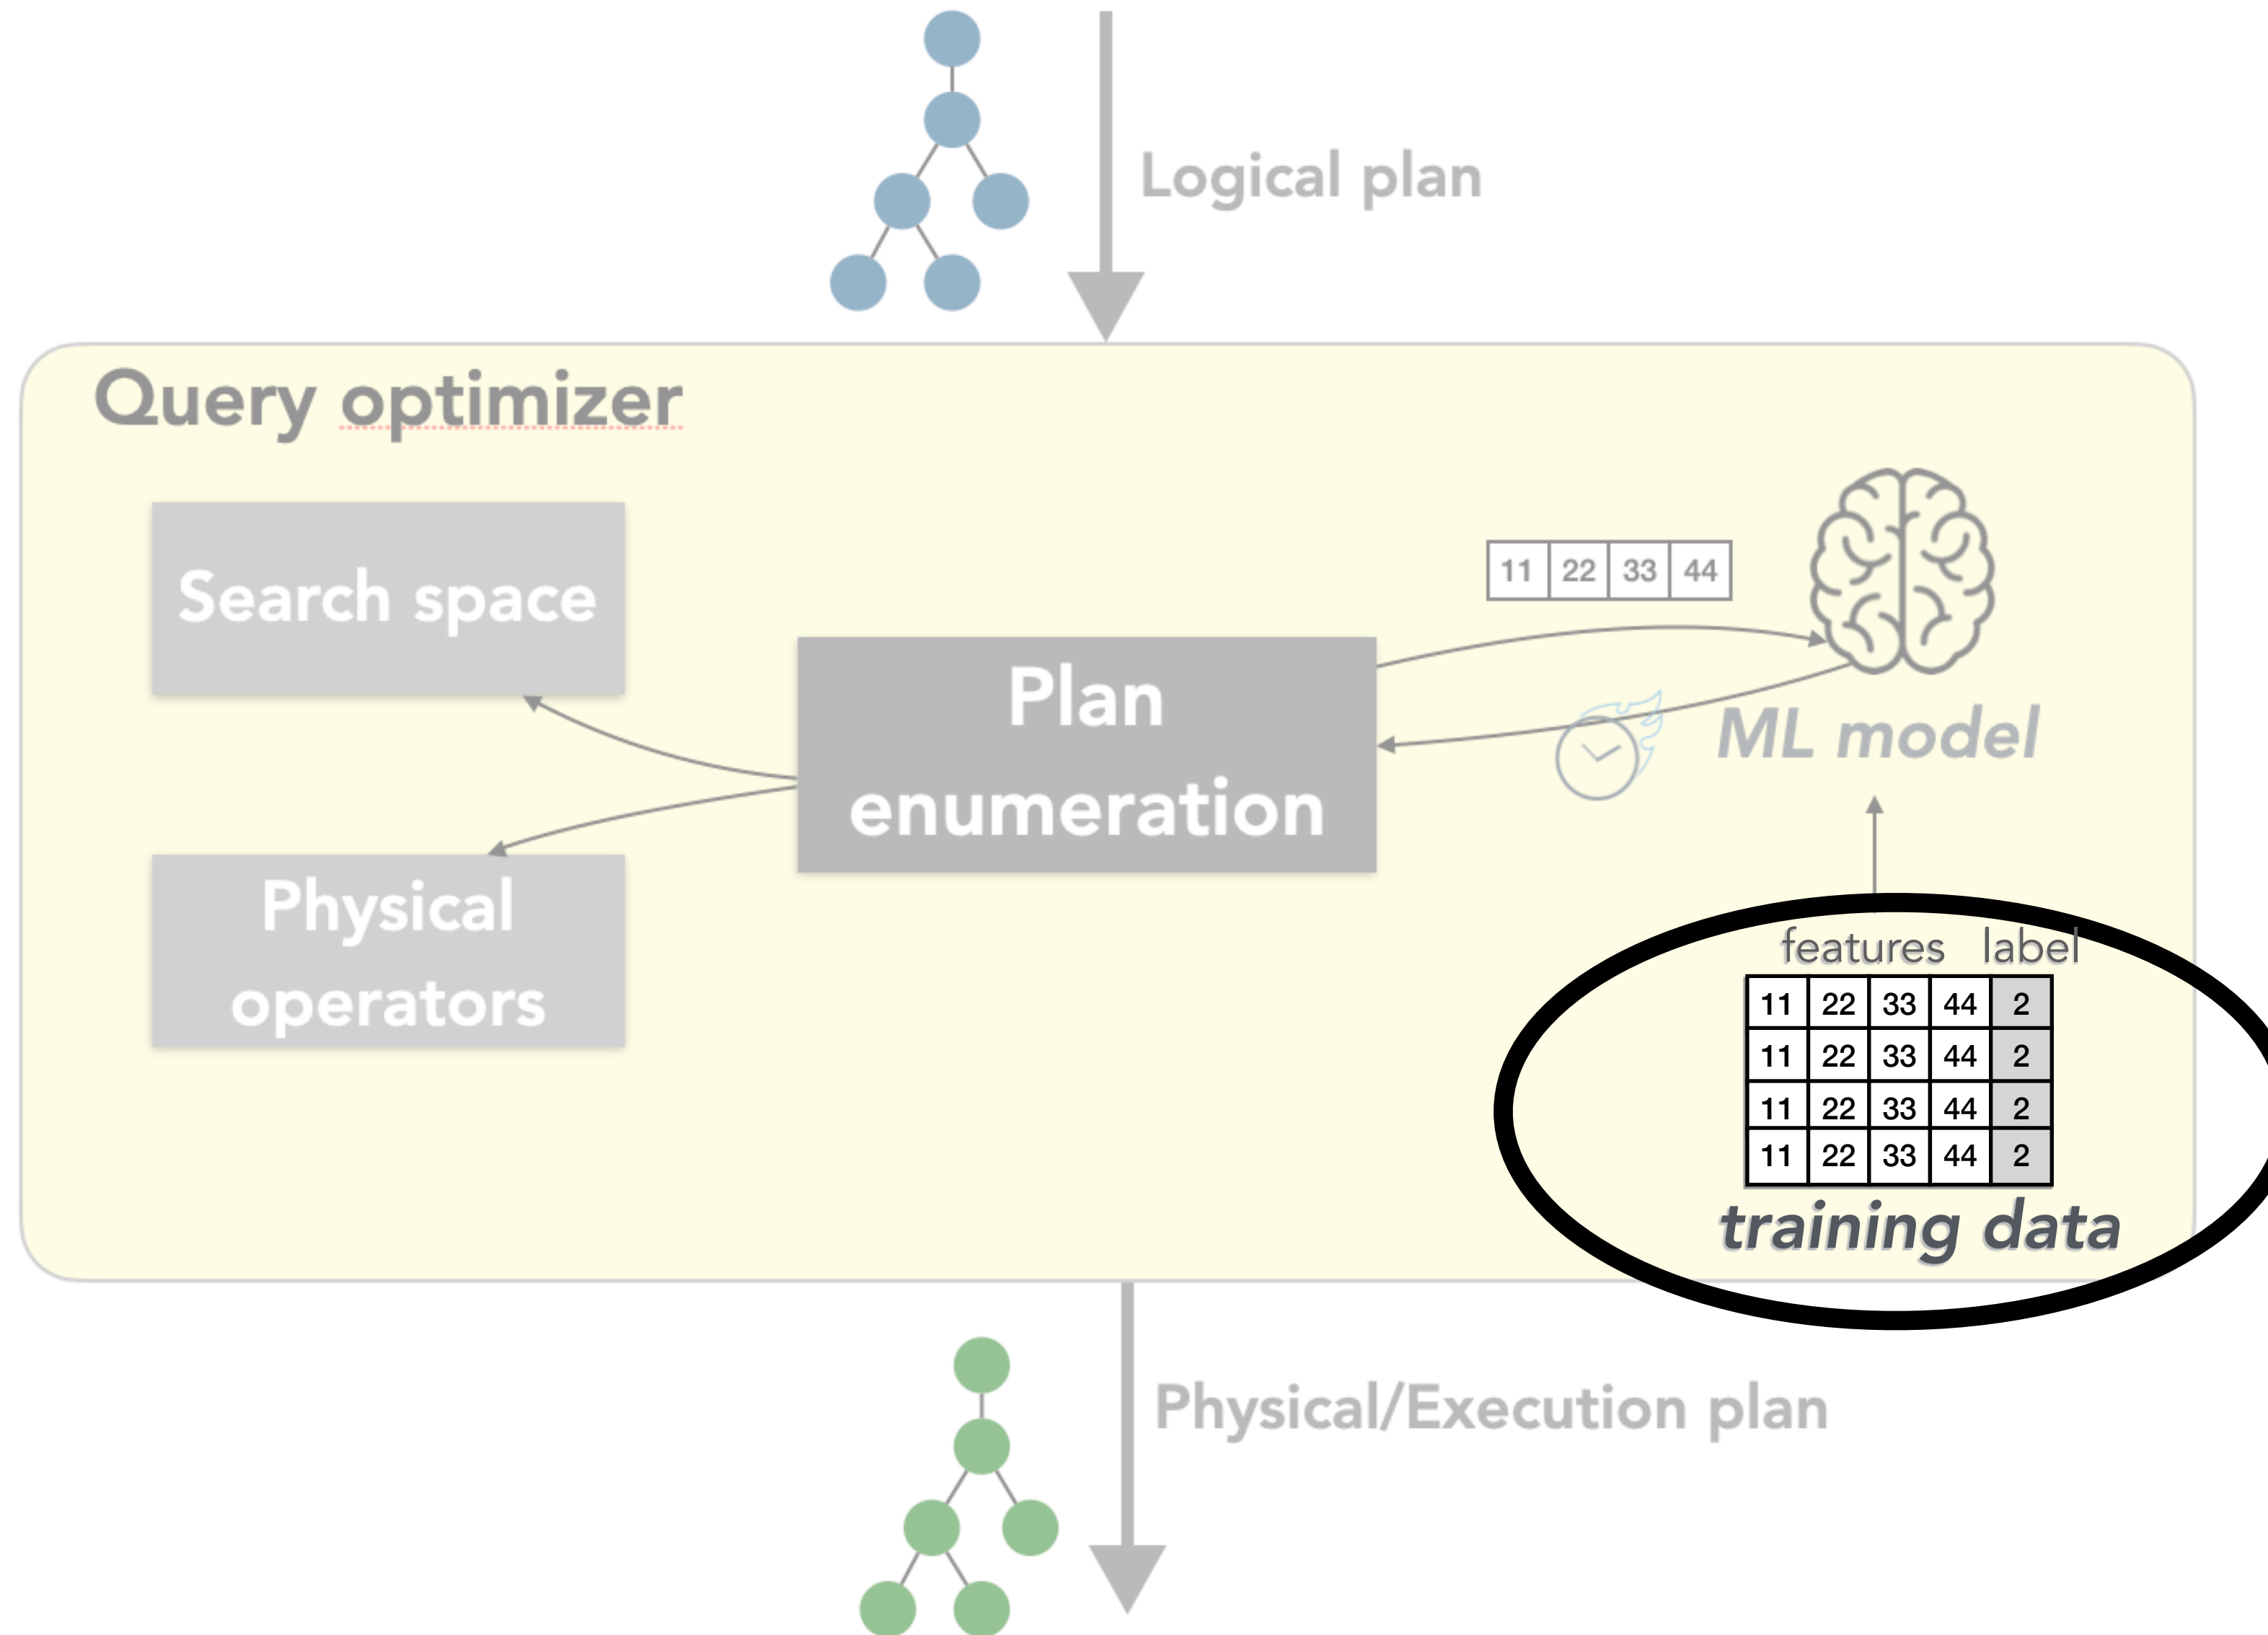 Logical plan
Query optimizer
Search space
11 22 33 44
Plan
enumeration
ML model
Physical
operators
features label
11 22 33 44 2
11 22 33 44 2
11 22 33 44 2
11 22 33 44 2
training data
Physical/Execution plan